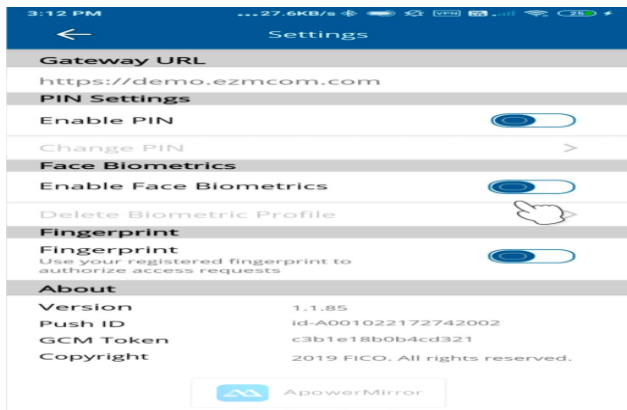 3:12 PM ...27.6KB/s VPN 25
Settings
Gateway URL
https://demo.ezmcom.com
PIN Settings
Enable PIN
Change PIN
Face Biometrics
Enable Face Biometrics
Delete Biometric Profile
Fingerprint
Fingerprint
Use your registered fingerprint to
authorize access requests
About
Version 1.1.85
Push ID id-A001022172742002
GCM Token c3b1e18b0b4cd321
Copyright 2019 FICO. All rights reserved.
ApowerMirror